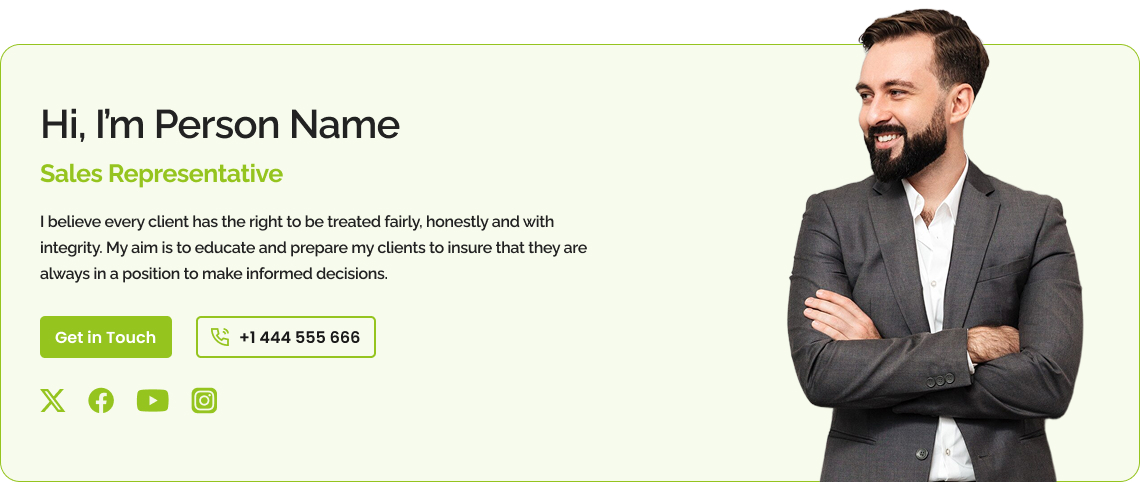 Hi, I’m Person Name
Sales Representative
I believe every client has the right to be treated fairly, honestly and with
integrity. My aim is to educate and prepare my clients to insure that they are
always in a position to make informed decisions.
Get in Touch
+1 444 555 666